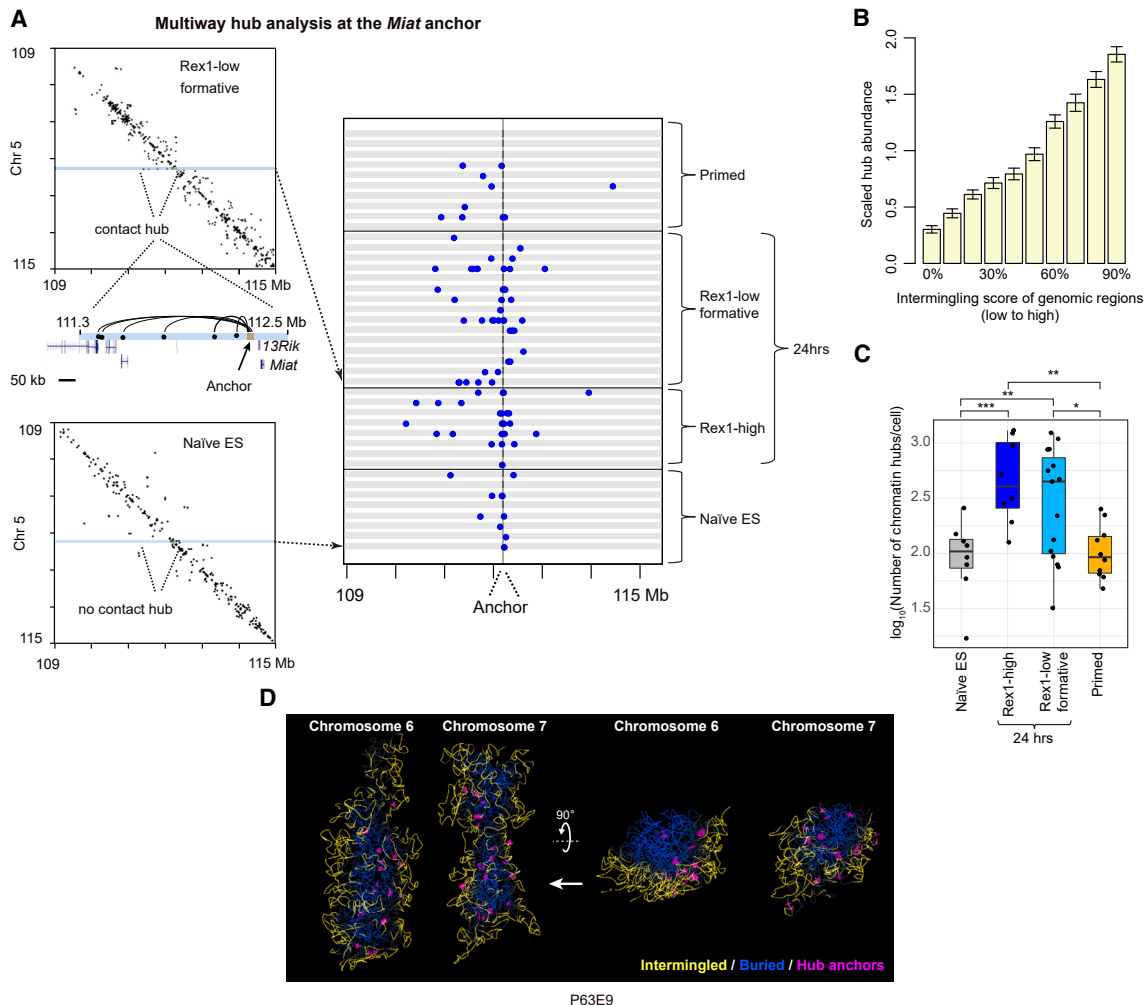 A
Multiway hub analysis at the Miat anchor
109
Rex1-low
formative
Chr 5
contact hub
115
109
115 Mb
111.3
112.5 Mb
13Rik
Miat
Anchor
50 kb
109
Naïve ES
Chr 5
no contact hub
115
109
115 Mb
Primed
Rex1-low
formative
24hrs
Rex1-high
Naïve ES
109
Anchor
115 Mb
B
Scaled hub abundance
2.0
1.5
1.0
0.5
0.0
0%
30%
60%
90%
Intermingling score of genomic regions
(low to high)
C
**
**
***
*
log10(Number of chromatin hubs/cell)
3.0
2.5
2.0
1.5
Naïve ES
Rex1-high
Rex1-low
formative
Primed
24 hrs
D
Chromosome 6
Chromosome 7
Chromosome 6
Chromosome 7
90°
Intermingled / Buried / Hub anchors
P63E9